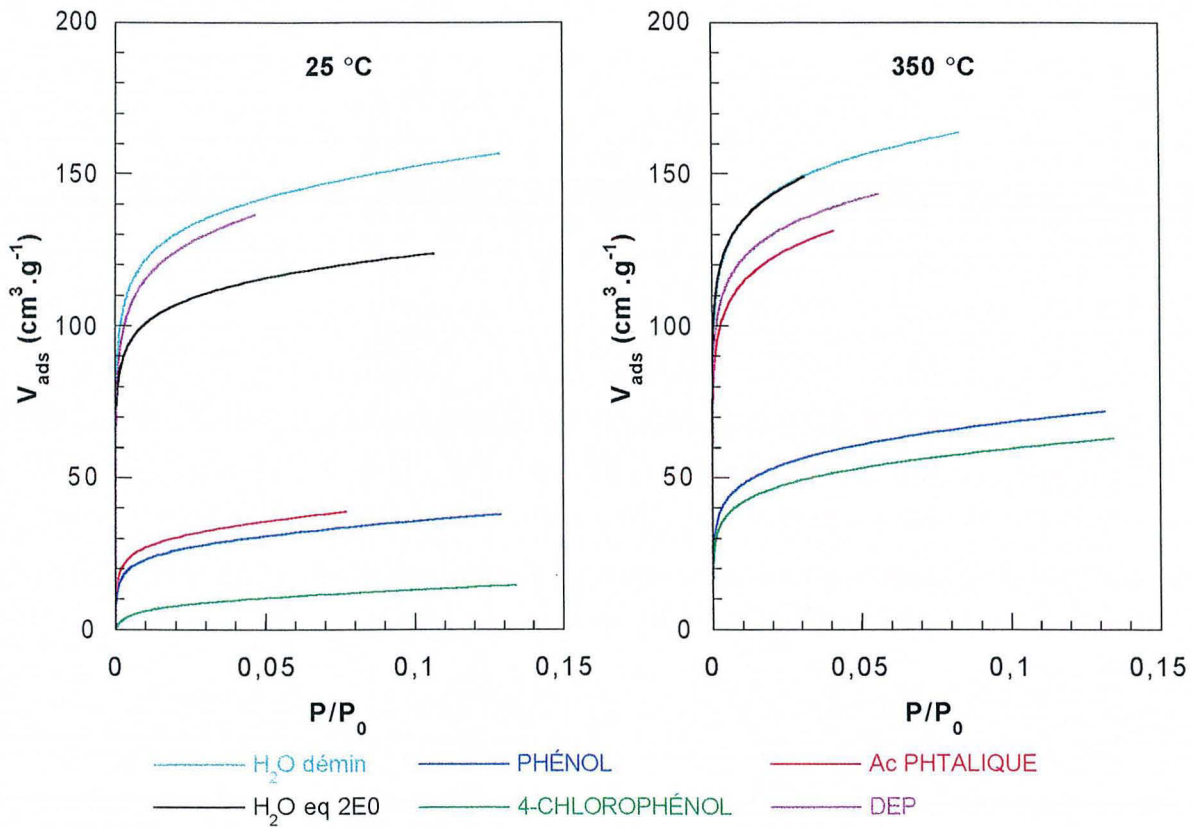 25 °C
350 °C
200
150
100
50
0
V_ads (cm³.g⁻¹)
0 0,05 0,1 0,15
P/P₀
200
150
100
50
0
V_ads (cm³.g⁻¹)
0 0,05 0,1 0,15
P/P₀
H₂O démin PHÉNOL Ac PHTALIQUE
H₂O eq 2E0 4-CHLOROPHÉNOL DEP